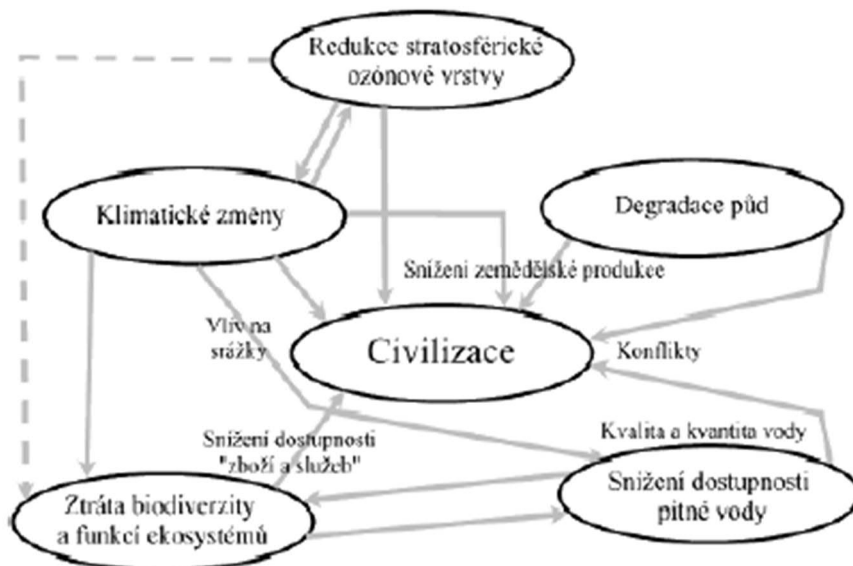 Redukce stratosférické
ozónové vrstvy
Klimatické změny
Degradace půd
Snížení zemědělské produkce
Vliv na
srážky
Civilizace
Konflikty
Snížení dostupnosti
"zboží a služeb"
Kvalita a kvantita vody
Ztráta biodiverzity
a funkcí ekosystémů
Snížení dostupnosti
pitné vody